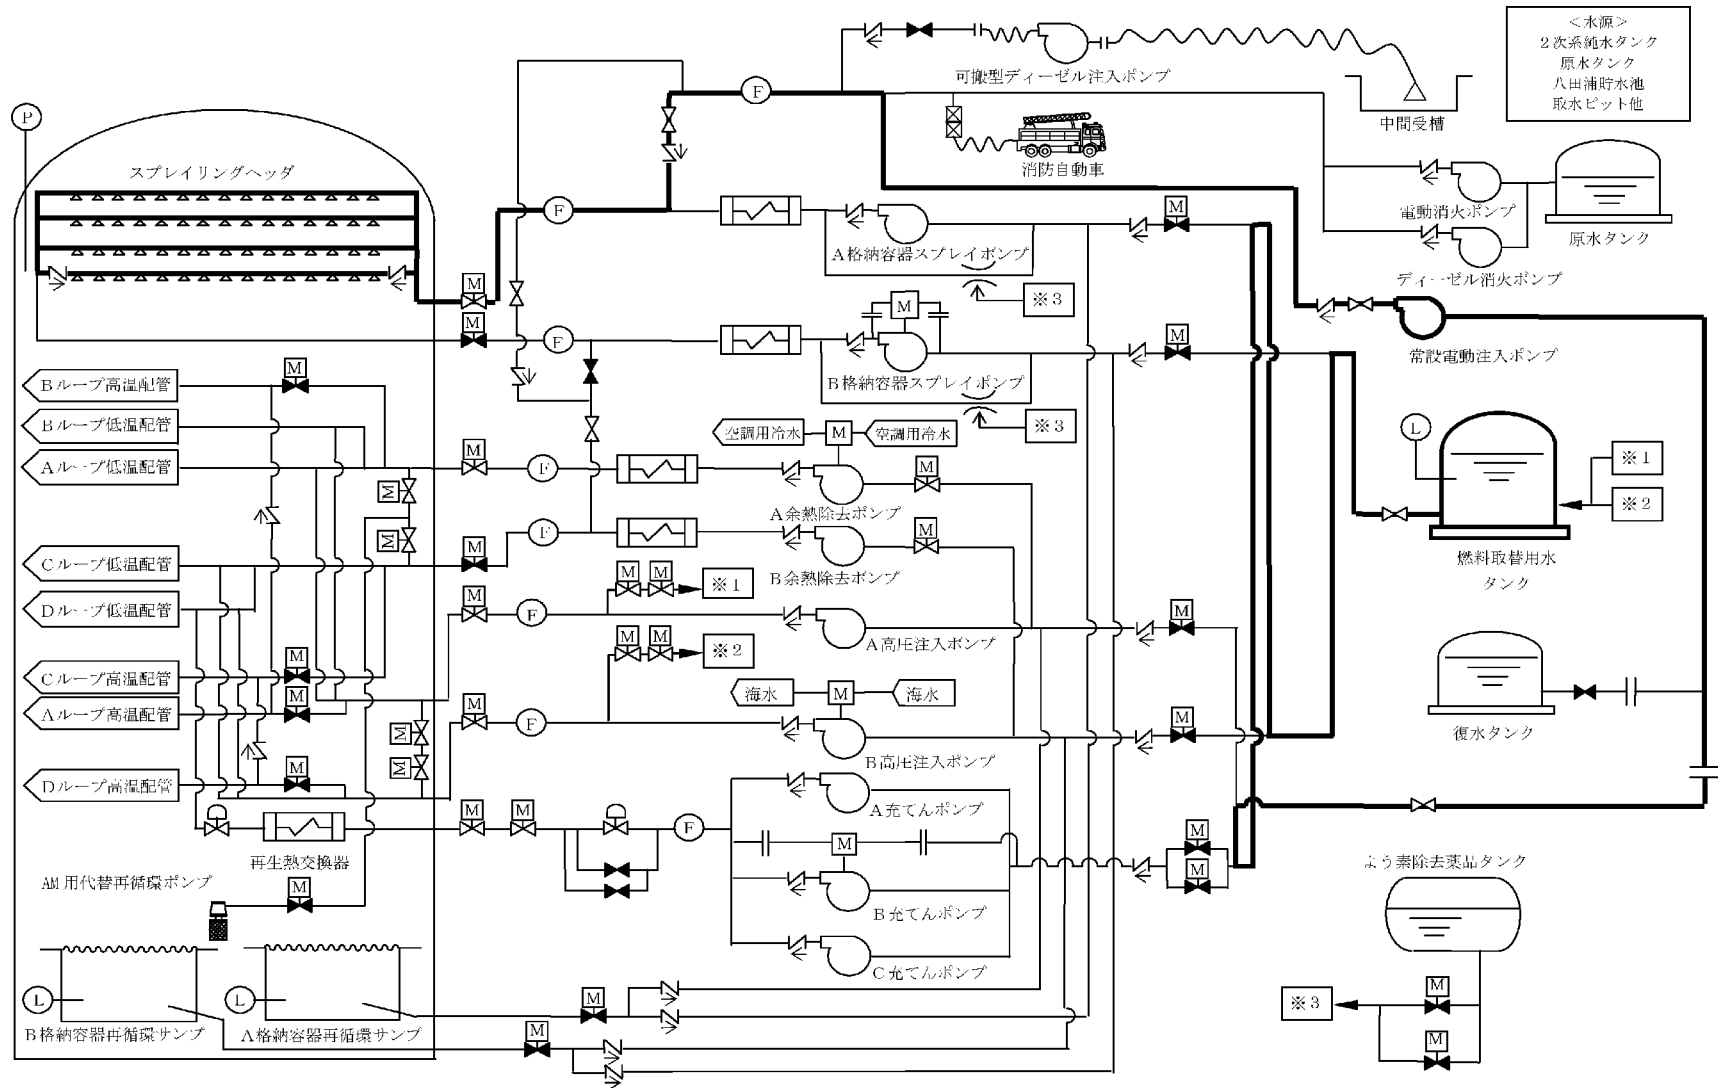 <水源>
2次系純水タンク
原水タンク
八田浦貯水池
取水ピット他
可搬型ディーゼル注入ポンプ
中間受槽
消防自動車
P
F
スプレイリングヘッダ
電動消火ポンプ
原水タンク
ディーゼル消火ポンプ
M
F
A格納容器スプレイポンプ
※3
M
M
M
F
M
B格納容器スプレイポンプ
※3
常設電動注入ポンプ
Bループ高温配管
M
Bループ低温配管
空調用冷水
M
空調用冷水
L
※1
※2
Aループ低温配管
M
F
M
M
A余熱除去ポンプ
燃料取替用水
タンク
Cループ低温配管
M
M
F
M
B余熱除去ポンプ
M
M
※1
Dループ低温配管
M
F
A高圧注入ポンプ
M
M
M
※2
Cループ高温配管
M
海水
M
海水
Aループ高温配管
M
M
F
M
B高圧注入ポンプ
復水タンク
M
M
Dループ高温配管
M
A充てんポンプ
再生熱交換器
M
M
F
M
B充てんポンプ
M
M
よう素除去薬品タンク
AM用代替再循環ポンプ
M
C充てんポンプ
L
L
B格納容器再循環サンプ
A格納容器再循環サンプ
M
M
※3
M
M